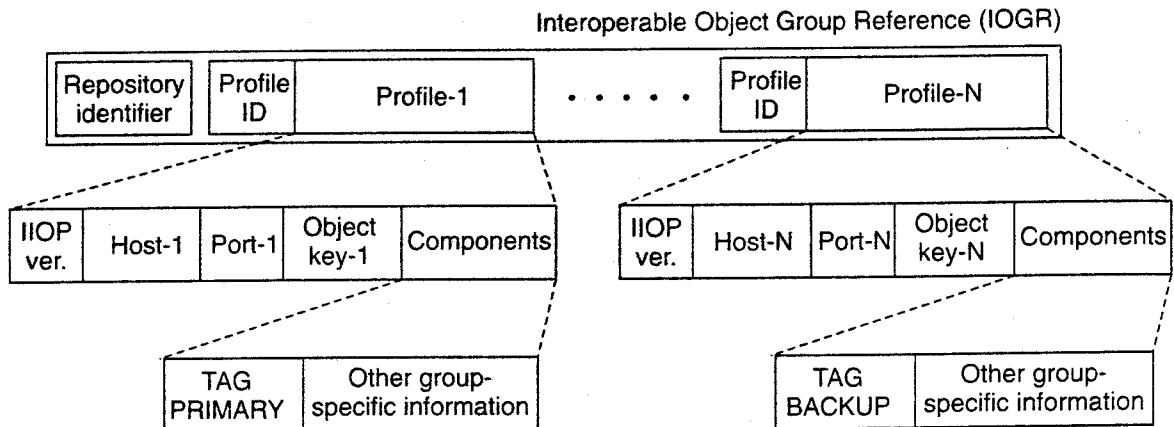 Interoperable Object Group Reference (IOGR)
Repository
identifier
Profile
ID
Profile-1
Profile
ID
Profile-N
IIOP
ver.
Host-1
Port-1
Object
key-1
Components
IIOP
ver.
Host-N
Port-N
Object
key-N
Components
TAG
PRIMARY
Other group-
specific information
TAG
BACKUP
Other group-
specific information